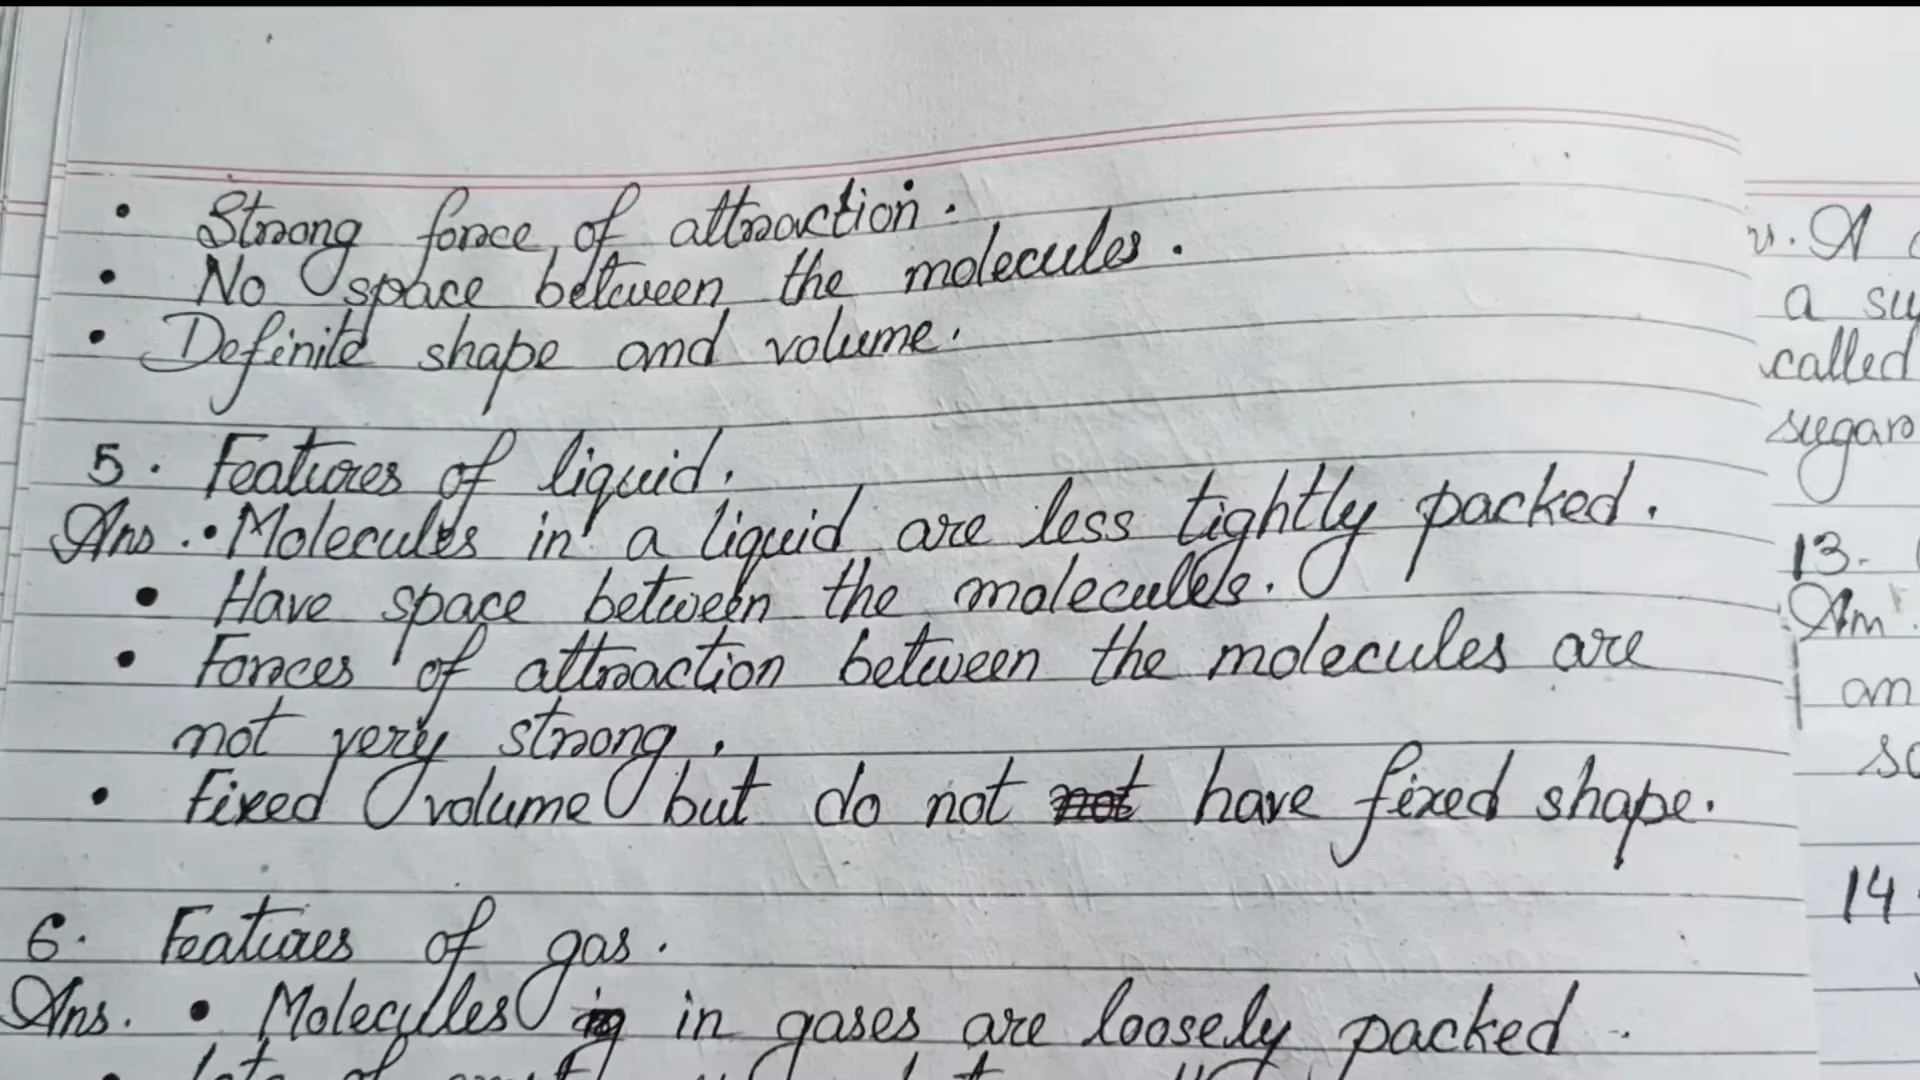 • Strong force of attraction.
• No space between the molecules.
• Definite shape and volume.
5. Features of liquid.
Ans. • Molecules in a liquid are less tightly packed.
• Have space between the molecules.
• Forces of attraction between the molecules are
not very strong.
• Fixed volume but do not not have fixed shape.
6. Features of gas.
Ans. • Molecules in gases are loosely packed
A
a
called
sugar
13.
an
14